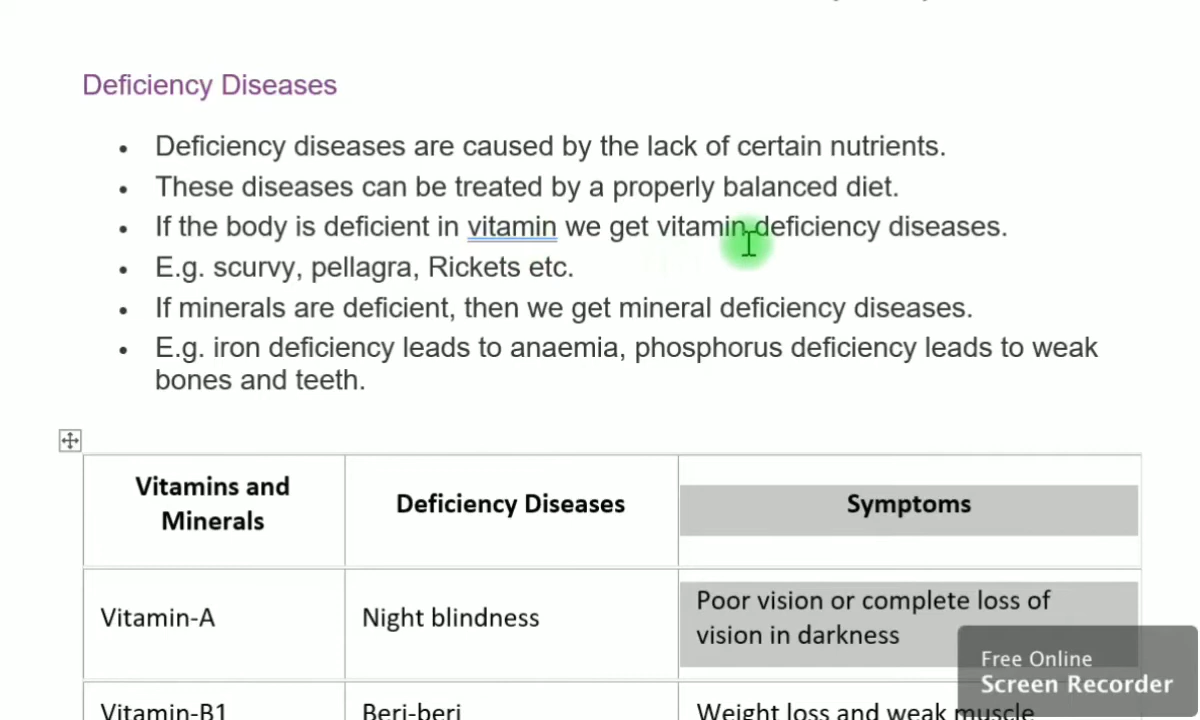 Deficiency Diseases
• Deficiency diseases are caused by the lack of certain nutrients.
• These diseases can be treated by a properly balanced diet.
• If the body is deficient in vitamin we get vitamin deficiency diseases.
• E.g. scurvy, pellagra, Rickets etc.
• If minerals are deficient, then we get mineral deficiency diseases.
• E.g. iron deficiency leads to anaemia, phosphorus deficiency leads to weak
bones and teeth.
Vitamins and
Minerals
Deficiency Diseases
Symptoms
Vitamin-A
Night blindness
Poor vision or complete loss of
vision in darkness
Vitamin-B1
Beri-beri
Weight loss and weak muscle
Free Online
Screen Recorder